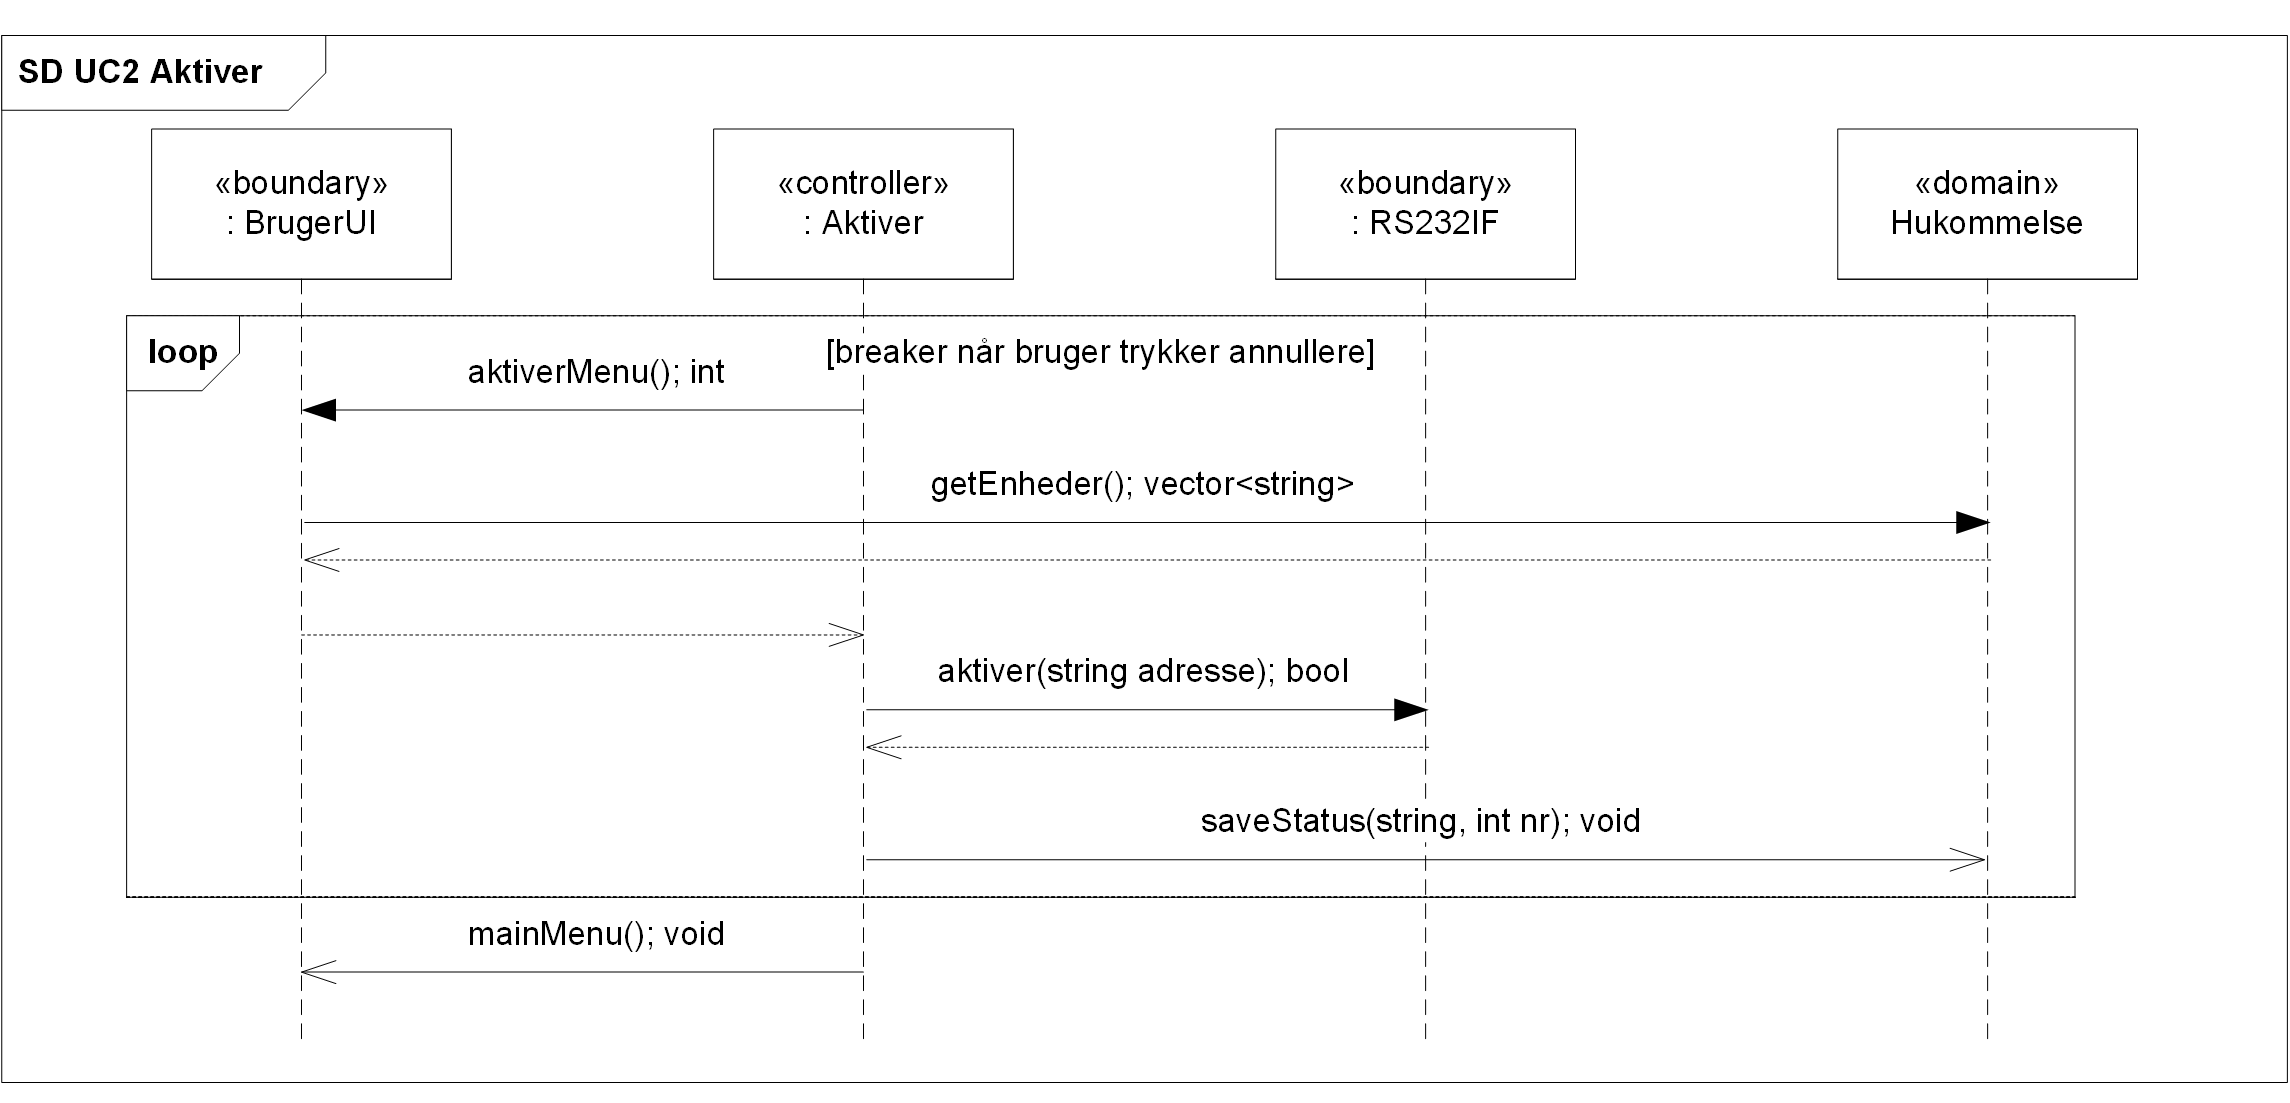 SD UC2 Aktiver
«boundary»
: BrugerUI
«controller»
: Aktiver
«boundary»
: RS232IF
«domain»
Hukommelse
loop
[breaker når bruger trykker annullere]
aktiverMenu(); int
getEnheder(); vector<string>
aktiver(string adresse); bool
saveStatus(string, int nr); void
mainMenu(); void